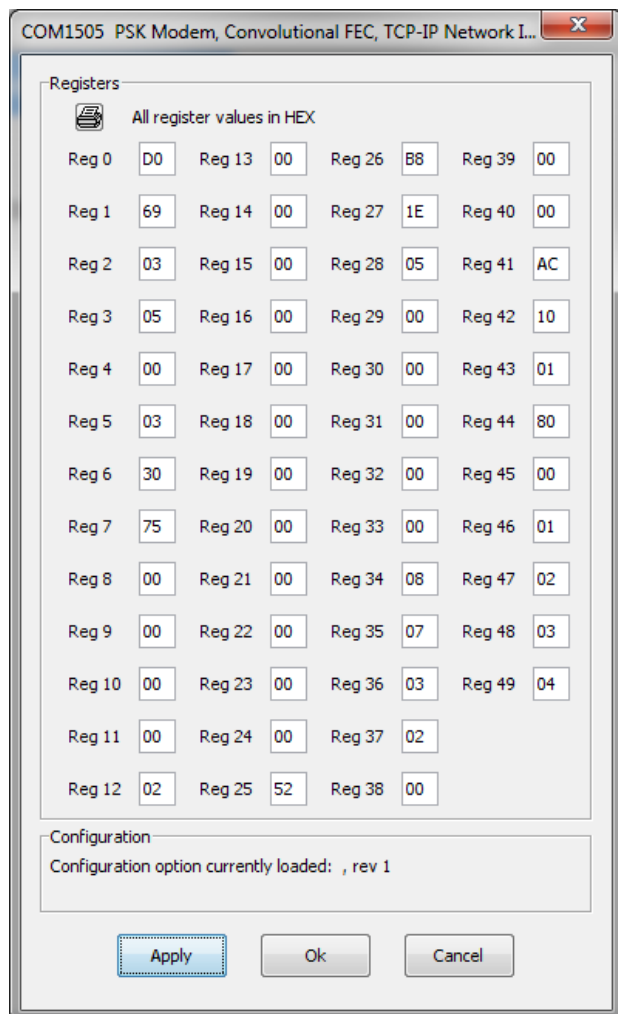 COM1505 PSK Modem, Convolutional FEC, TCP-IP Network I...
Registers
All register values in HEX
Reg 0 D0 Reg 13 00 Reg 26 B8 Reg 39 00
Reg 1 69 Reg 14 00 Reg 27 1E Reg 40 00
Reg 2 03 Reg 15 00 Reg 28 05 Reg 41 AC
Reg 3 05 Reg 16 00 Reg 29 00 Reg 42 10
Reg 4 00 Reg 17 00 Reg 30 00 Reg 43 01
Reg 5 03 Reg 18 00 Reg 31 00 Reg 44 80
Reg 6 30 Reg 19 00 Reg 32 00 Reg 45 00
Reg 7 75 Reg 20 00 Reg 33 00 Reg 46 01
Reg 8 00 Reg 21 00 Reg 34 08 Reg 47 02
Reg 9 00 Reg 22 00 Reg 35 07 Reg 48 03
Reg 10 00 Reg 23 00 Reg 36 03 Reg 49 04
Reg 11 00 Reg 24 00 Reg 37 02
Reg 12 02 Reg 25 52 Reg 38 00
Configuration
Configuration option currently loaded: , rev 1
Apply Ok Cancel